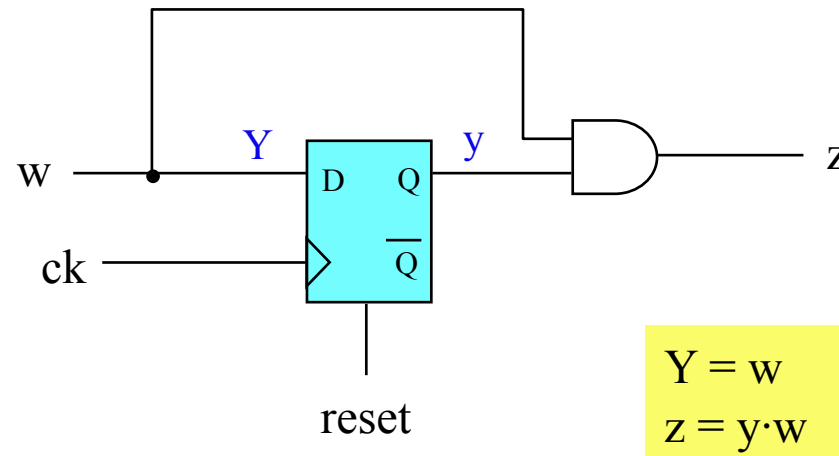 Y
y
w
z
D Q
ck
Q̅
reset
Y = w
z = y·w